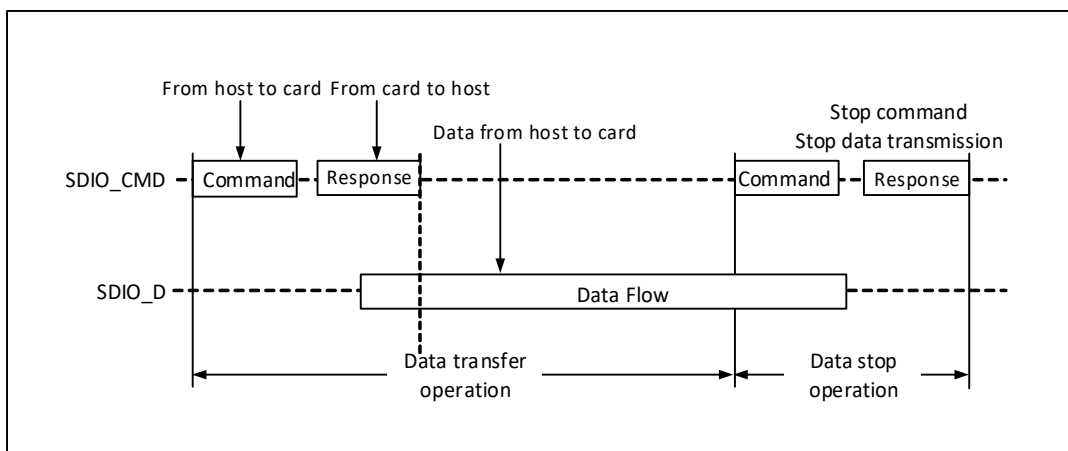 From host to card
From card to host
Data from host to card
Stop command
Stop data transmission
SDIO_CMD
Command
Response
Command
Response
SDIO_D
Data Flow
Data transfer
operation
Data stop
operation